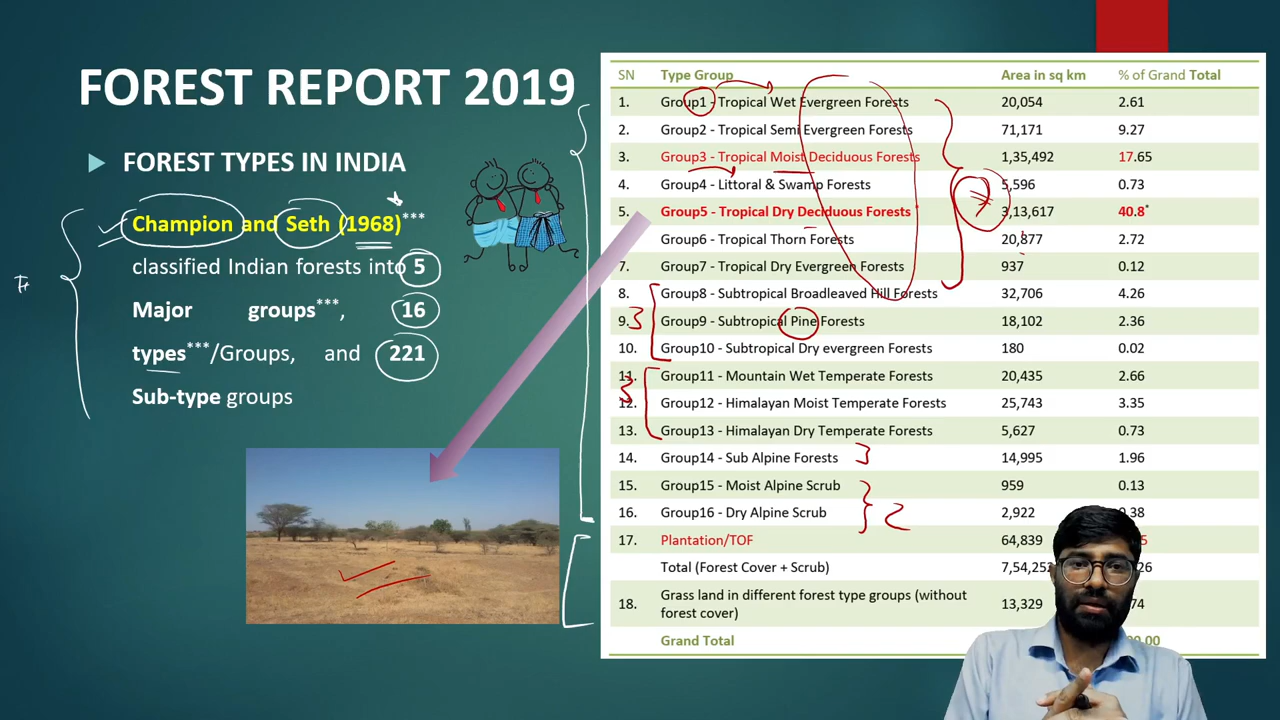 FOREST REPORT 2019
FOREST TYPES IN INDIA
Champion and Seth (1968)***
classified Indian forests into 5
Major groups***, 16
types***/Groups, and 221
Sub-type groups
SN Type Group Area in sq km % of Grand Total
1. Group1 - Tropical Wet Evergreen Forests 20,054 2.61
2. Group2 - Tropical Semi Evergreen Forests 71,171 9.27
3. Group3 - Tropical Moist Deciduous Forests 1,35,492 17.65
4. Group4 - Littoral & Swamp Forests 5,596 0.73
5. Group5 - Tropical Dry Deciduous Forests 3,13,617 40.8*
6. Group6 - Tropical Thorn Forests 20,877 2.72
7. Group7 - Tropical Dry Evergreen Forests 937 0.12
8. Group8 - Subtropical Broadleaved Hill Forests 32,706 4.26
9. Group9 - Subtropical Pine Forests 18,102 2.36
3
10. Group10 - Subtropical Dry evergreen Forests 180 0.02
11. Group11 - Mountain Wet Temperate Forests 20,435 2.66
3
12. Group12 - Himalayan Moist Temperate Forests 25,743 3.35
13. Group13 - Himalayan Dry Temperate Forests 5,627 0.73
14. Group14 - Sub Alpine Forests 3 14,995 1.96
15. Group15 - Moist Alpine Scrub 959 0.13
16. Group16 - Dry Alpine Scrub 2 2,922 0.38
17. Plantation/TOF 64,839
Total (Forest Cover + Scrub)
18. Grass land in different forest type groups (without 13,329
forest cover)
Grand Total